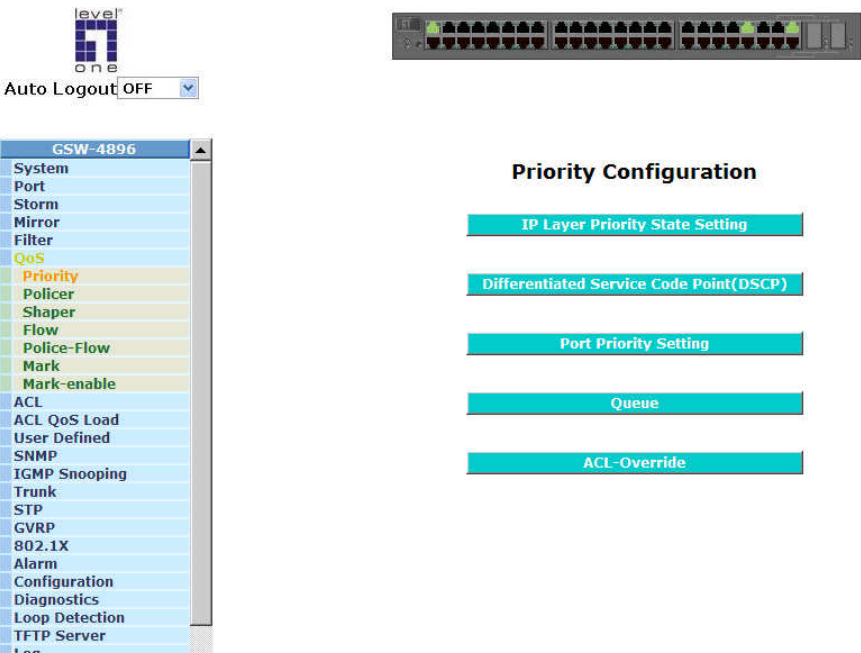 level
one
Auto Logout OFF
GSW-4896
System
Port
Storm
Mirror
Filter
QoS
Priority
Policer
Shaper
Flow
Police-Flow
Mark
Mark-enable
ACL
ACL QoS Load
User Defined
SNMP
IGMP Snooping
Trunk
STP
GVRP
802.1X
Alarm
Configuration
Diagnostics
Loop Detection
TFTP Server
Log
Priority Configuration
IP Layer Priority State Setting
Differentiated Service Code Point(DSCP)
Port Priority Setting
Queue
ACL-Override